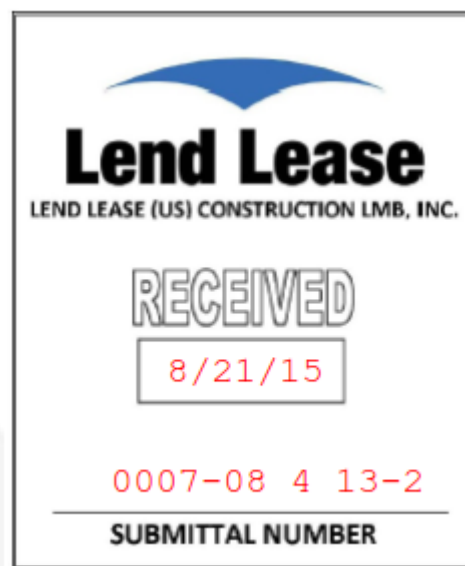 Lend Lease
LEND LEASE (US) CONSTRUCTION LMB, INC.
RECEIVED
8/21/15
0007-08 4 13-2
SUBMITTAL NUMBER